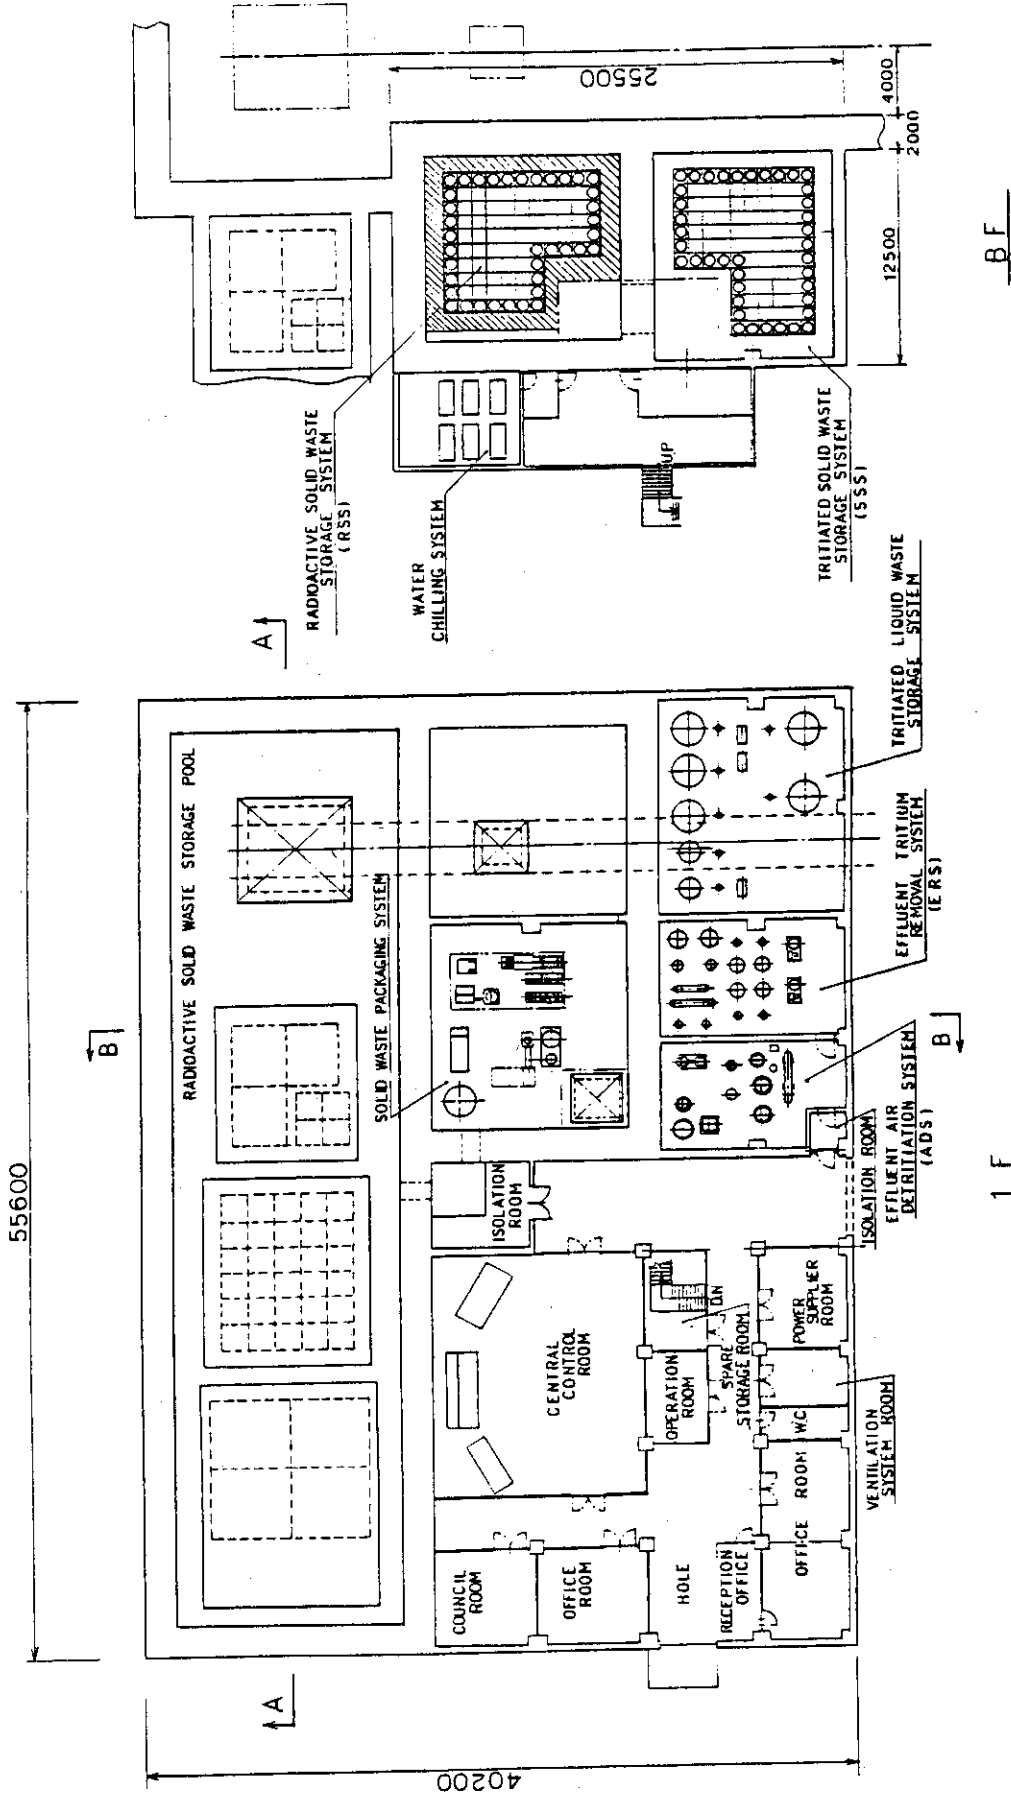 25500
4000
2000
12500
RADIOACTIVE SOLID WASTE
STORAGE SYSTEM
(RSS)
WATER
CHILLING SYSTEM
UP
TRITIATED SOLID WASTE
STORAGE SYSTEM
(SSS)
BF
55600
40200
A
A
B
B
RADIOACTIVE SOLID WASTE STORAGE POOL
SOLID WASTE PACKAGING SYSTEM
TRITIATED LIQUID WASTE
STORAGE SYSTEM
EFFLUENT TRITIUM
REMOVAL SYSTEM
(ERS)
EFFLUENT AIR
DETRITIATION SYSTEM
(ADS)
ISOLATION ROOM
ISOLATION
ROOM
CENTRAL
CONTROL
ROOM
DN
SPARE
STORAGE ROOM
OPERATION
ROOM
POWER
SUPPLIER
ROOM
VENTILATION
SYSTEM ROOM
W.C
OFFICE ROOM
COUNCIL
ROOM
OFFICE
ROOM
HOLE
RECEPTION
OFFICE
1F